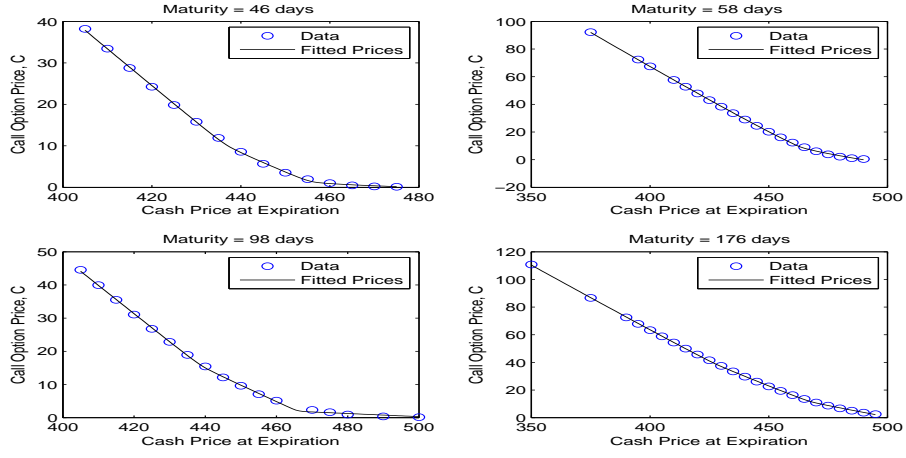 Maturity = 46 days
Call Option Price, C
40
30
20
10
0
400
420
440
460
480
Cash Price at Expiration
Data
Fitted Prices
Maturity = 58 days
Call Option Price, C
100
80
60
40
20
0
−20
350
400
450
500
Cash Price at Expiration
Data
Fitted Prices
Maturity = 98 days
Call Option Price, C
50
40
30
20
10
0
400
420
440
460
480
500
Cash Price at Expiration
Data
Fitted Prices
Maturity = 176 days
Call Option Price, C
120
100
80
60
40
20
0
350
400
450
500
Cash Price at Expiration
Data
Fitted Prices